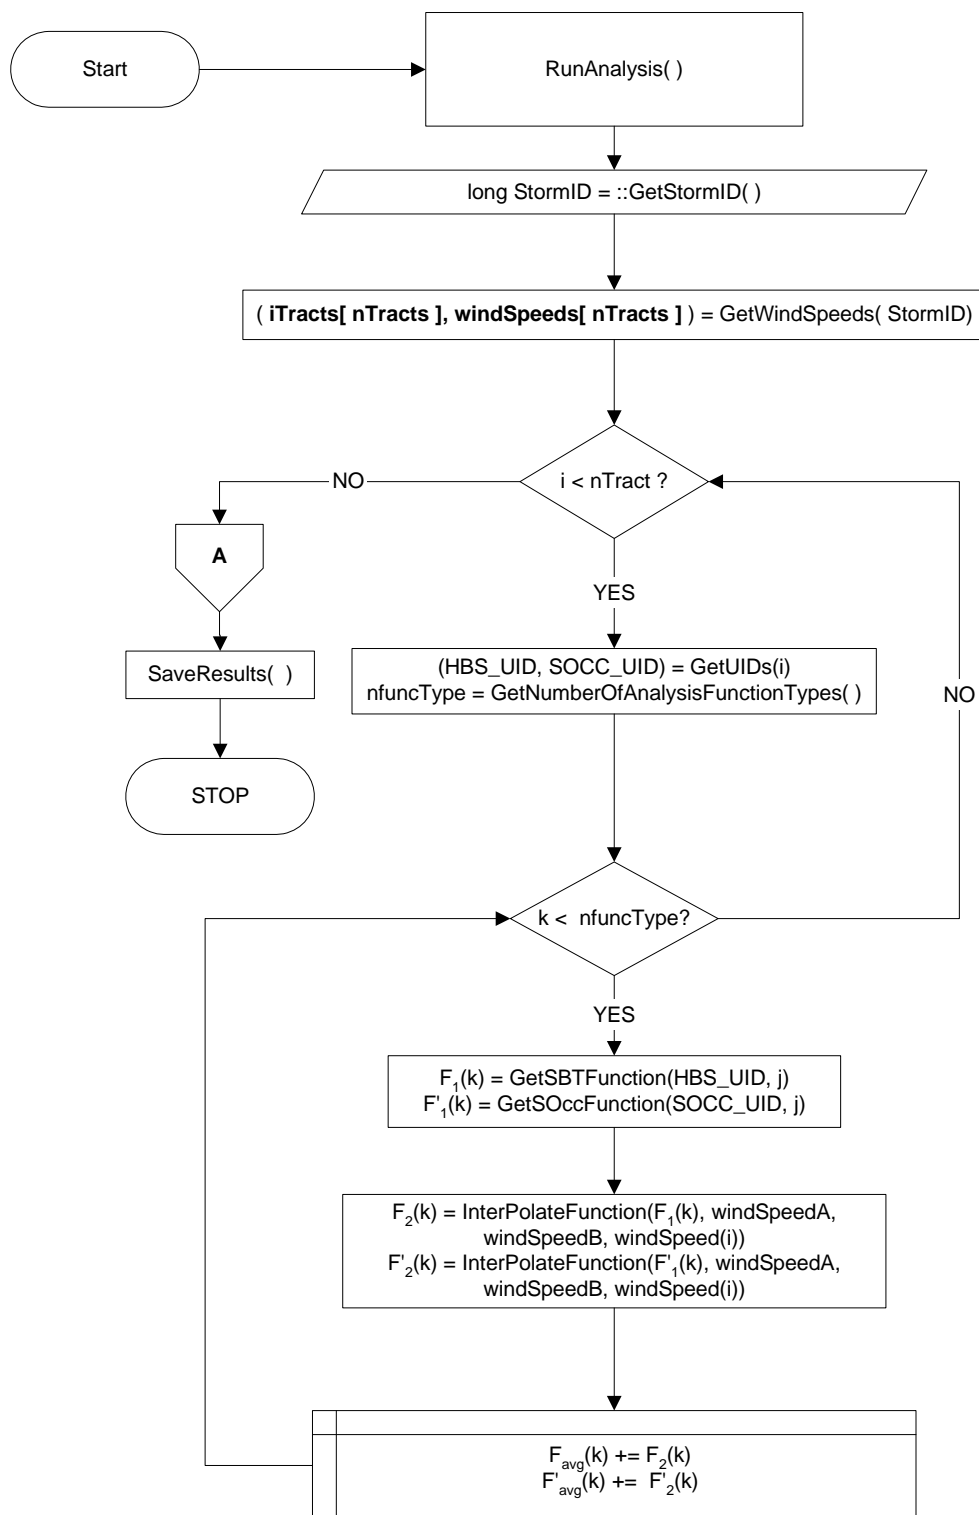 Start
RunAnalysis( )
long StormID = ::GetStormID( )
( iTracts[ nTracts ], windSpeeds[ nTracts ] ) = GetWindSpeeds( StormID)
i < nTract ?
NO
A
YES
SaveResults(  )
(HBS_UID, SOCC_UID) = GetUIDs(i)
nfuncType = GetNumberOfAnalysisFunctionTypes( )
NO
STOP
k <  nfuncType?
YES
F1(k) = GetSBTFunction(HBS_UID, j)
F'1(k) = GetSOccFunction(SOCC_UID, j)
F2(k) = InterPolateFunction(F1(k), windSpeedA,
windSpeedB, windSpeed(i))
F'2(k) = InterPolateFunction(F'1(k), windSpeedA,
windSpeedB, windSpeed(i))
Favg(k) += F2(k)
F'avg(k) +=  F'2(k)